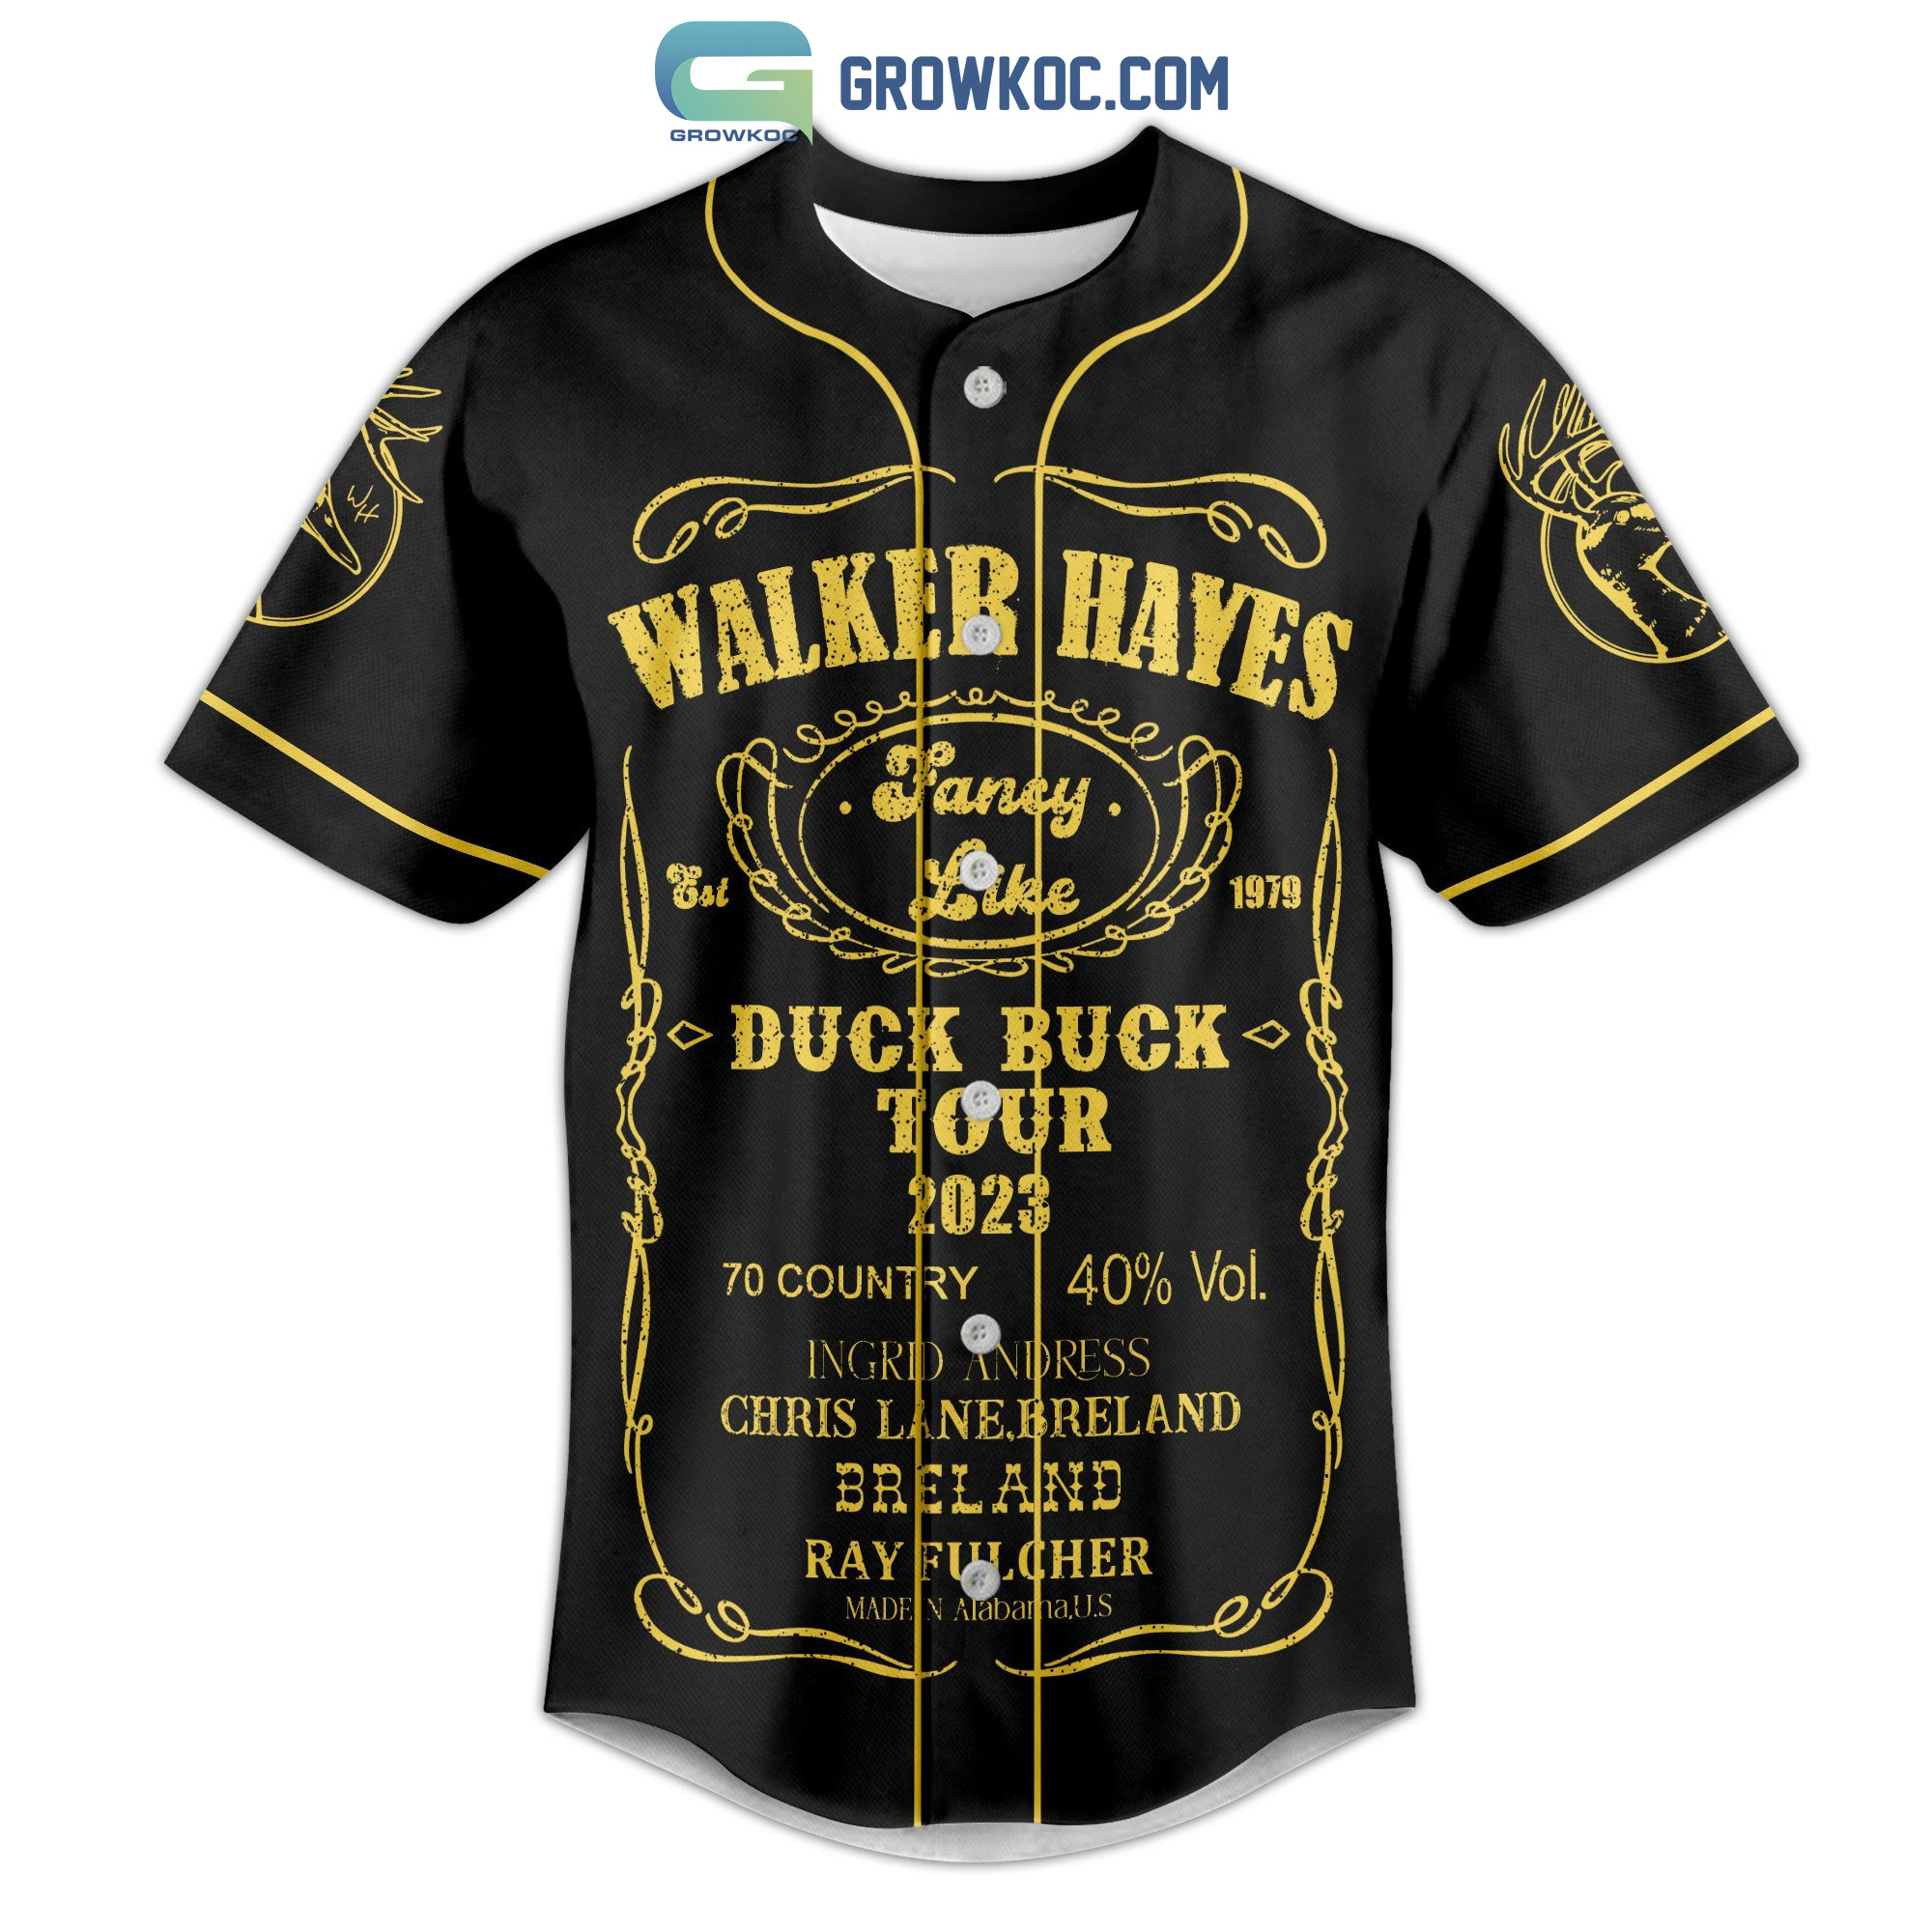 GROWKOC.COM
GROWKOC
WH
WALKER HAYES
Fancy
Like
Est 1979
DUCK BUCK
TOUR
2023
70 COUNTRY 40% Vol.
INGRID ANDRESS
CHRIS LANE,BRELAND
BRELAND
RAY FULCHER
MADE IN Alabama,U.S